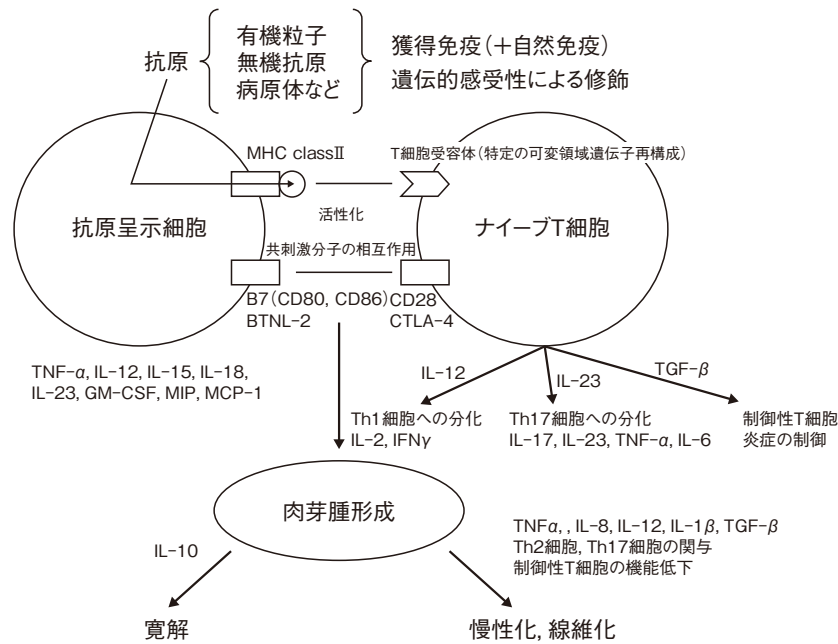 抗原
有機粒子
無機抗原
病原体など
獲得免疫(+自然免疫)
遺伝的感受性による修飾
MHC classⅡ
T細胞受容体(特定の可変領域遺伝子再構成)
活性化
抗原呈示細胞
ナイーブT細胞
共刺激分子の相互作用
B7(CD80, CD86)
BTNL-2
CD28
CTLA-4
TNF-α, IL-12, IL-15, IL-18,
IL-23, GM-CSF, MIP, MCP-1
IL-12
IL-23
TGF-β
Th1細胞への分化
IL-2, IFNγ
Th17細胞への分化
IL-17, IL-23, TNF-α, IL-6
制御性T細胞
炎症の制御
肉芽腫形成
TNFα, , IL-8, IL-12, IL-1β, TGF-β
Th2細胞, Th17細胞の関与
制御性T細胞の機能低下
IL-10
寛解
慢性化, 線維化